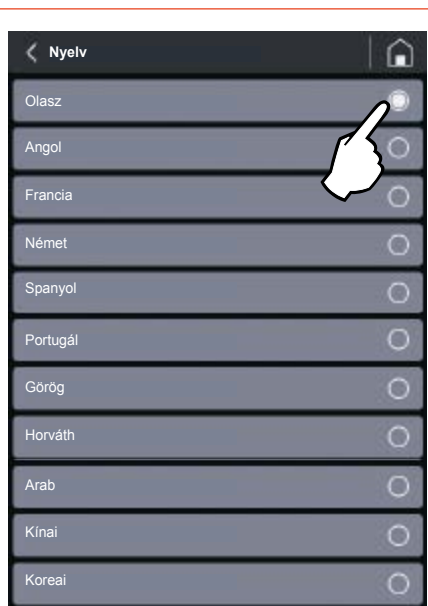 Nyelv
Olasz
Angol
Francia
Német
Spanyol
Portugál
Görög
Horváth
Arab
Kínai
Koreai